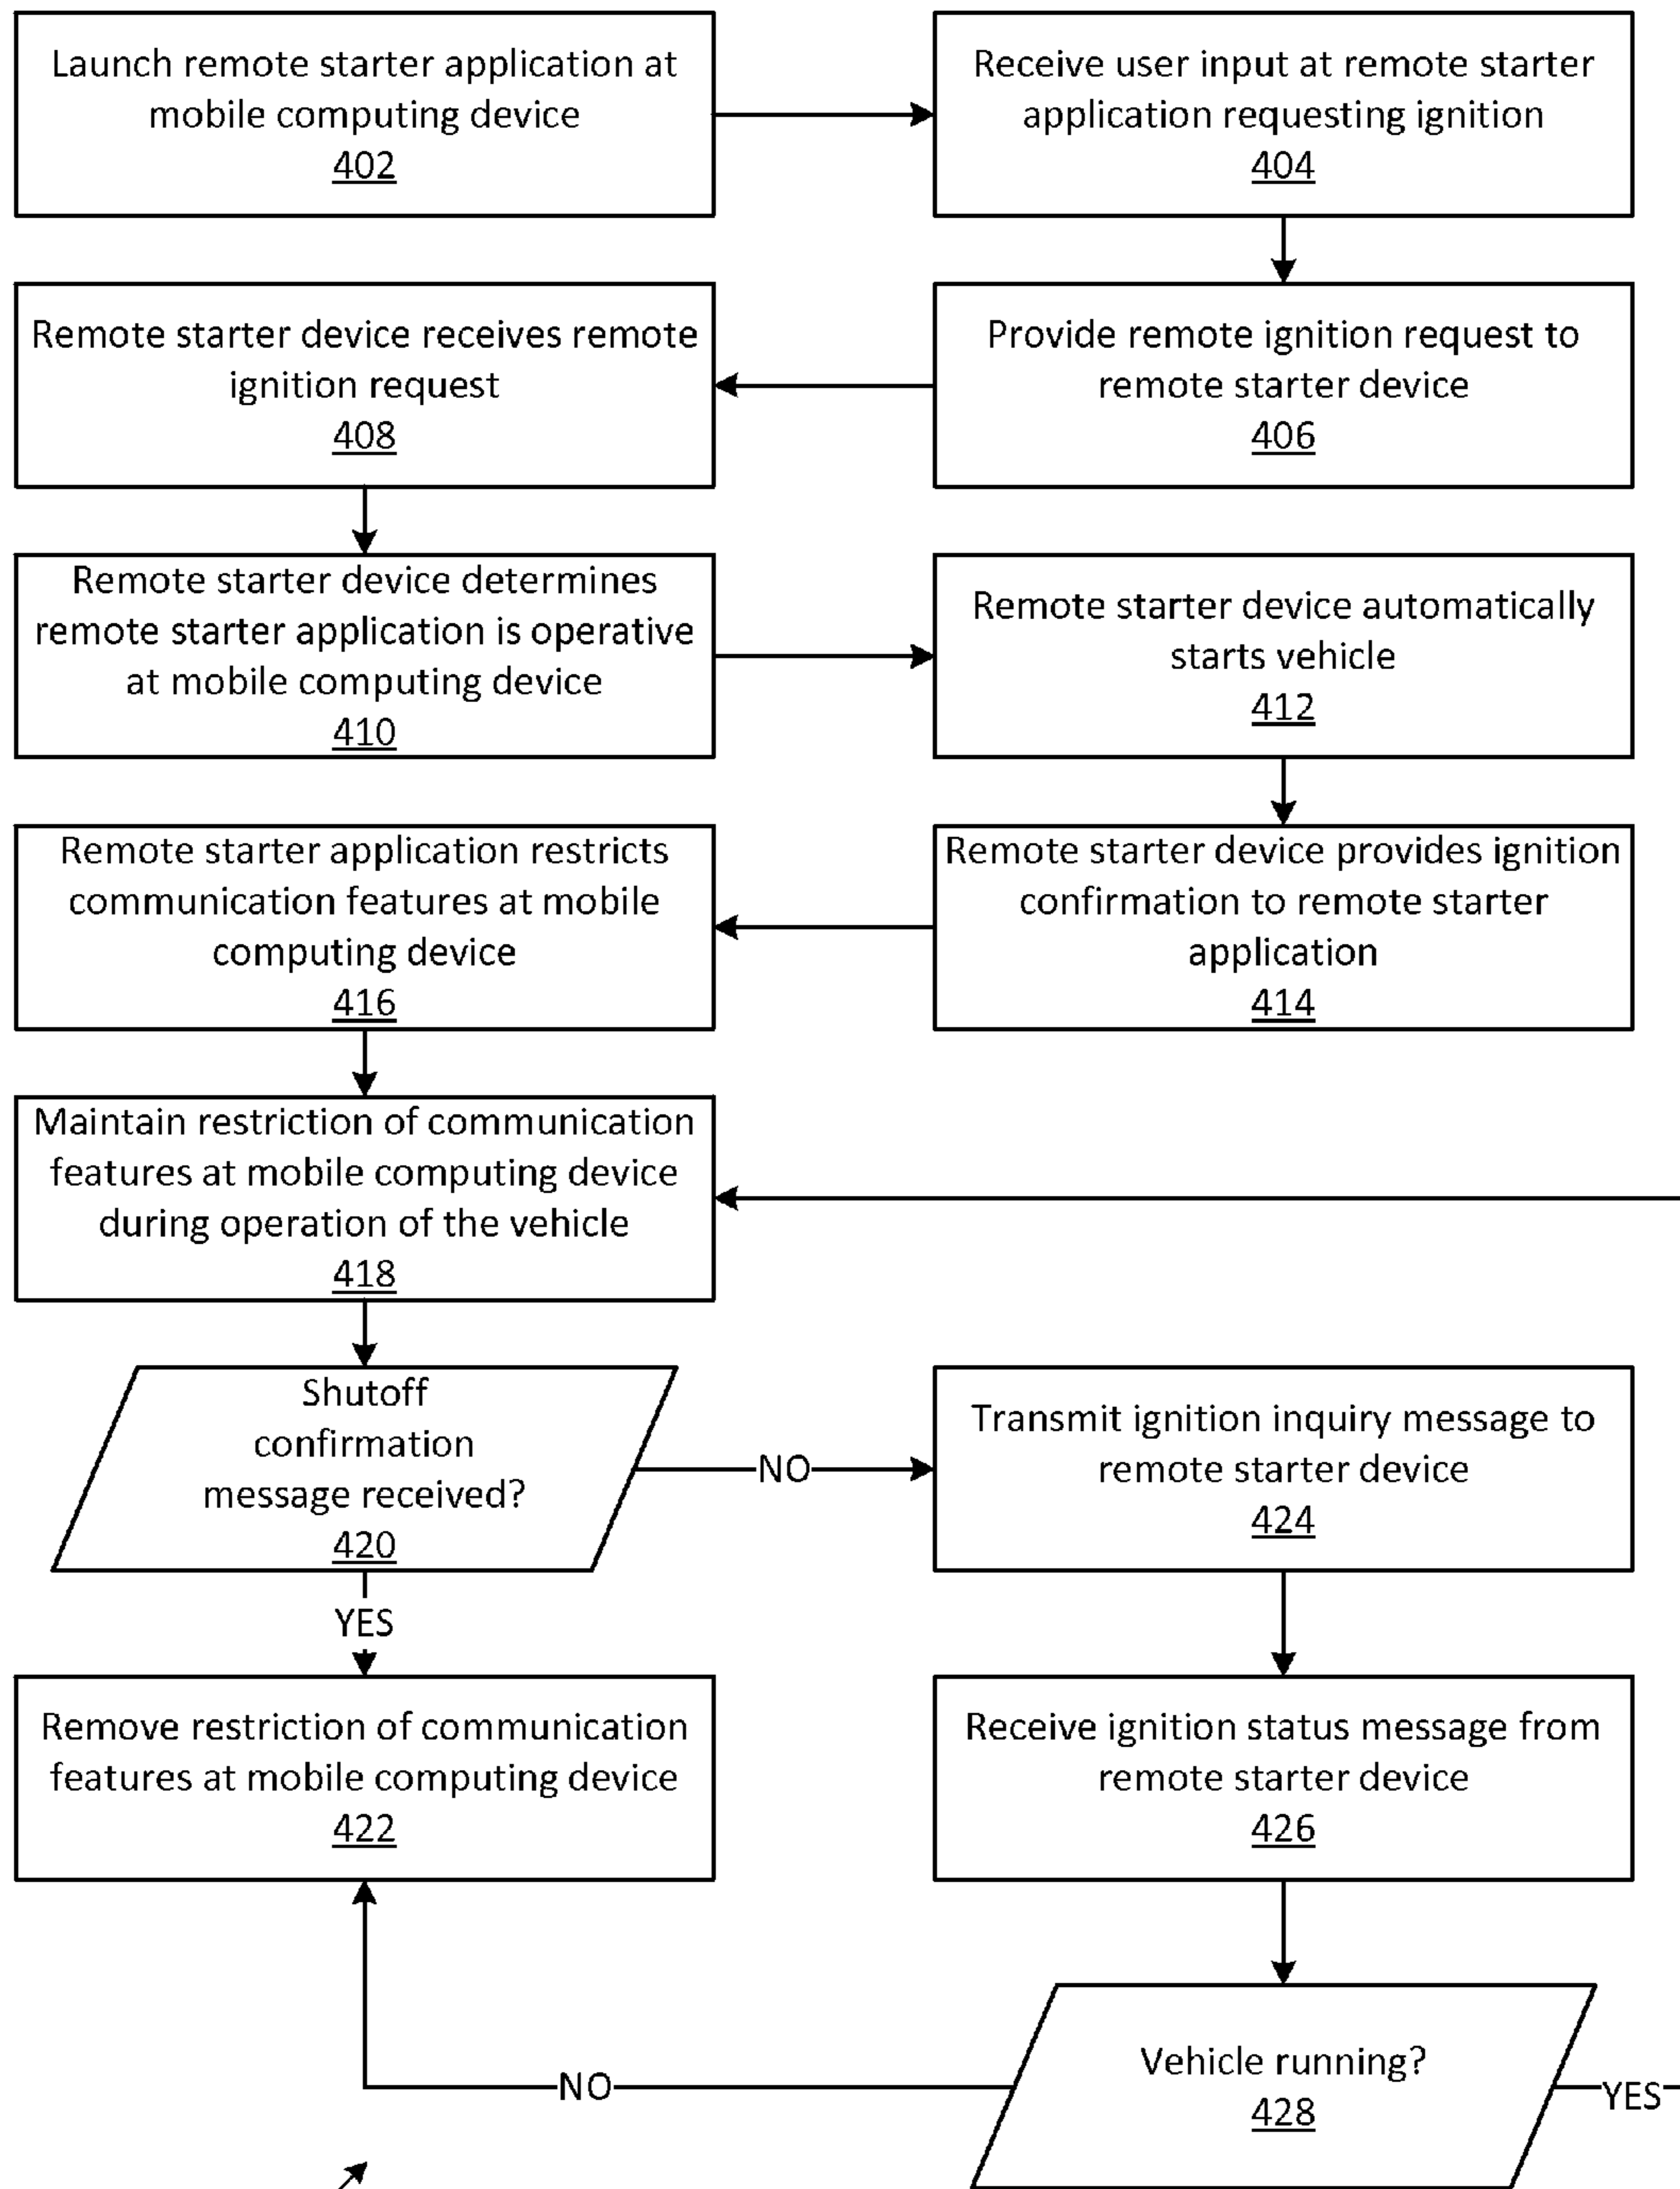 Launch remote starter application at
mobile computing device
402
Receive user input at remote starter
application requesting ignition
404
Provide remote ignition request to
remote starter device
406
Remote starter device receives remote
ignition request
408
Remote starter device determines
remote starter application is operative
at mobile computing device
410
Remote starter device automatically
starts vehicle
412
Remote starter device provides ignition
confirmation to remote starter
application
414
Remote starter application restricts
communication features at mobile
computing device
416
Maintain restriction of communication
features at mobile computing device
during operation of the vehicle
418
Shutoff
confirmation
message received?
420
NO
YES
Remove restriction of communication
features at mobile computing device
422
Transmit ignition inquiry message to
remote starter device
424
Receive ignition status message from
remote starter device
426
Vehicle running?
428
NO
YES